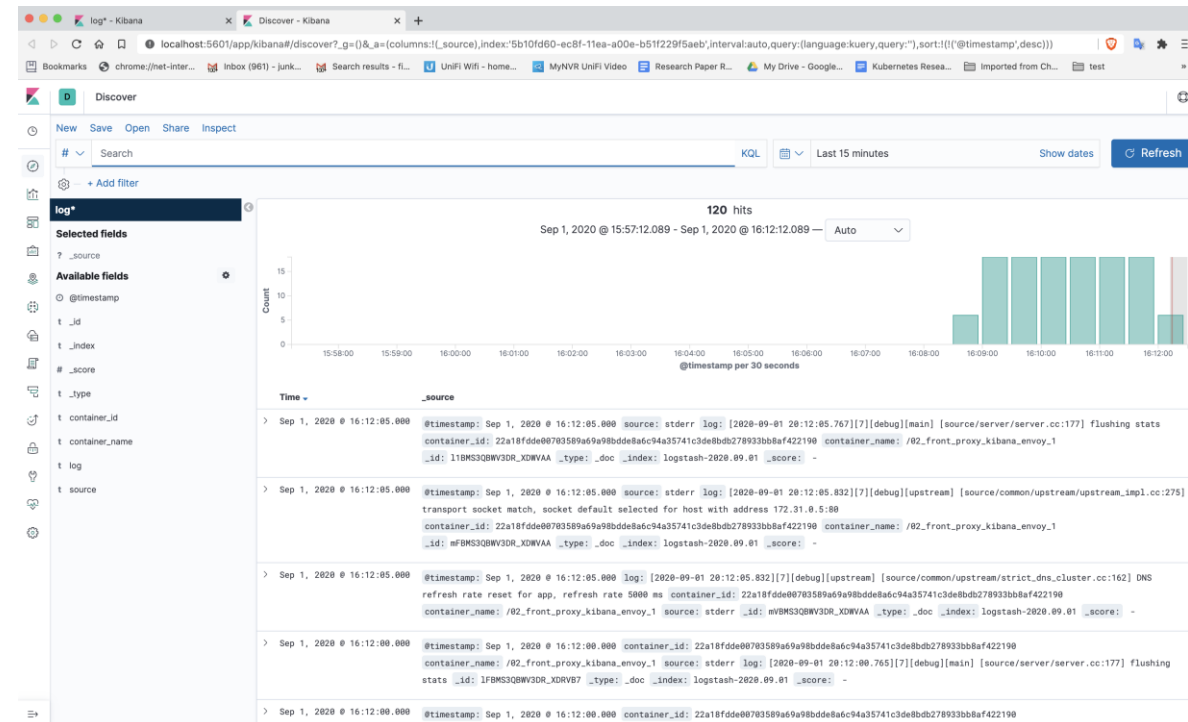 log* - Kibana
Discover - Kibana
localhost:5601/app/kibana#/discover?_g=()&_a=(columns:!(_source),index:'5b10fd60-ec8f-11ea-a00e-b51f229f5aeb',interval:auto,query:(language:kuery,query:''),sort:!(!('@timestamp',desc)))
Bookmarks chrome://net-inter... Inbox (961) - junk... Search results - fi... UniFi Wifi - home... MyNVR UniFi Video Research Paper R... My Drive - Google... Kubernetes Resea... Imported from Ch... test »
D Discover
New Save Open Share Inspect
# Search KQL Last 15 minutes Show dates Refresh
+ Add filter
log*
Selected fields
? _source
Available fields
@timestamp
t _id
t _index
# _score
t _type
t container_id
t container_name
t log
t source
120 hits
Sep 1, 2020 @ 15:57:12.089 - Sep 1, 2020 @ 16:12:12.089 — Auto
Count
15
10
5
0
15:58:00 15:59:00 16:00:00 16:01:00 16:02:00 16:03:00 16:04:00 16:05:00 16:06:00 16:07:00 16:08:00 16:09:00 16:10:00 16:11:00 16:12:00
@timestamp per 30 seconds
Time _source
Sep 1, 2020 @ 16:12:05.000 @timestamp: Sep 1, 2020 @ 16:12:05.000 source: stderr log: [2020-09-01 20:12:05.767][7][debug][main] [source/server/server.cc:177] flushing stats
container_id: 22a18fdde00703589a69a98bdde8a6c94a35741c3de8bdb278933bb8af422190 container_name: /02_front_proxy_kibana_envoy_1
_id: l1BMS3QBWV3DR_XDWVAA _type: _doc _index: logstash-2020.09.01 _score: -
Sep 1, 2020 @ 16:12:05.000 @timestamp: Sep 1, 2020 @ 16:12:05.000 source: stderr log: [2020-09-01 20:12:05.832][7][debug][upstream] [source/common/upstream/upstream_impl.cc:275]
transport socket match, socket default selected for host with address 172.31.0.5:80
container_id: 22a18fdde00703589a69a98bdde8a6c94a35741c3de8bdb278933bb8af422190 container_name: /02_front_proxy_kibana_envoy_1
_id: mFBMS3QBWV3DR_XDWVAA _type: _doc _index: logstash-2020.09.01 _score: -
Sep 1, 2020 @ 16:12:05.000 @timestamp: Sep 1, 2020 @ 16:12:05.000 log: [2020-09-01 20:12:05.832][7][debug][upstream] [source/common/upstream/strict_dns_cluster.cc:162] DNS
refresh rate reset for app, refresh rate 5000 ms container_id: 22a18fdde00703589a69a98bdde8a6c94a35741c3de8bdb278933bb8af422190
container_name: /02_front_proxy_kibana_envoy_1 source: stderr _id: mVBMS3QBWV3DR_XDWVAA _type: _doc _index: logstash-2020.09.01 _score: -
Sep 1, 2020 @ 16:12:00.000 @timestamp: Sep 1, 2020 @ 16:12:00.000 container_id: 22a18fdde00703589a69a98bdde8a6c94a35741c3de8bdb278933bb8af422190
container_name: /02_front_proxy_kibana_envoy_1 source: stderr log: [2020-09-01 20:12:00.765][7][debug][main] [source/server/server.cc:177] flushing
stats _id: lFBMS3QBWV3DR_XDRVB7 _type: _doc _index: logstash-2020.09.01 _score: -
Sep 1, 2020 @ 16:12:00.000 @timestamp: Sep 1, 2020 @ 16:12:00.000 container_id: 22a18fdde00703589a69a98bdde8a6c94a35741c3de8bdb278933bb8af422190